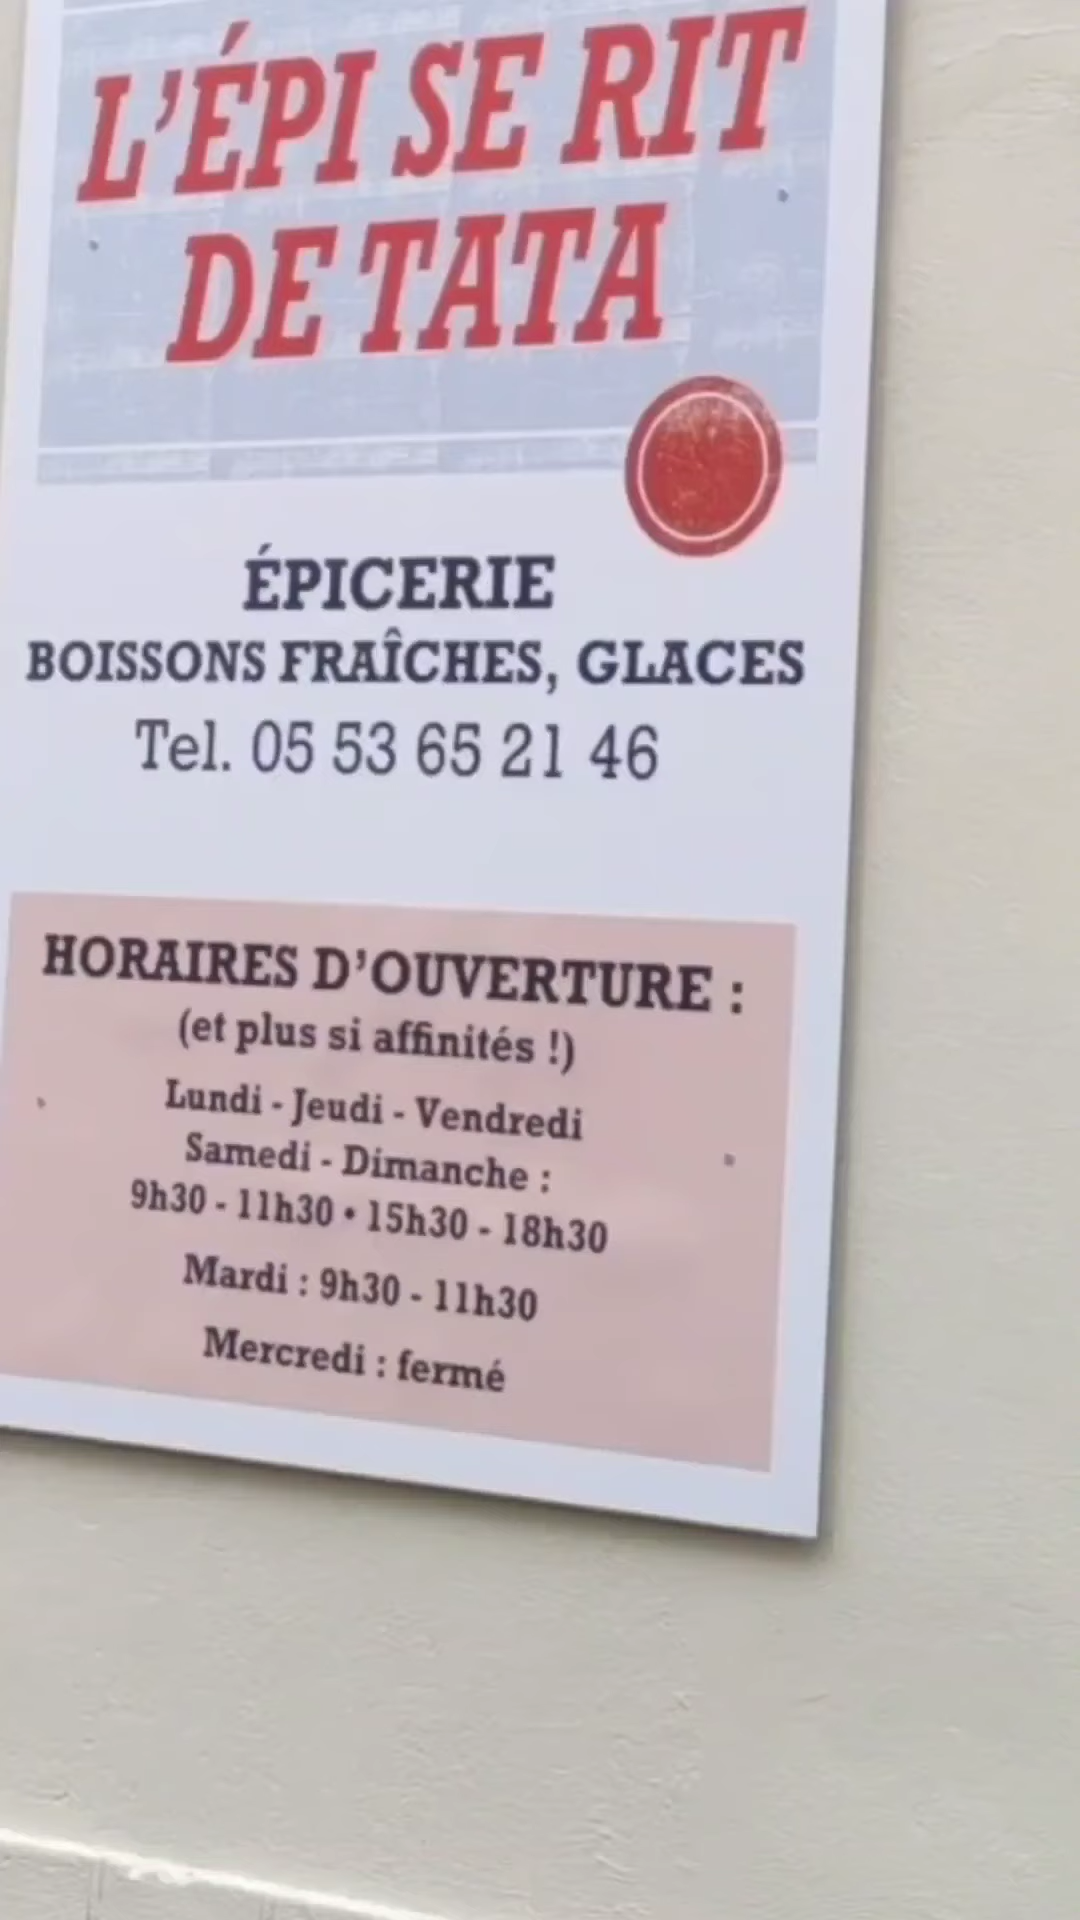 L'ÉPI SE RIT
DE TATA
ÉPICERIE
BOISSONS FRAÎCHES, GLACES
Tel. 05 53 65 21 46
HORAIRES D'OUVERTURE :
(et plus si affinités !)
Lundi - Jeudi - Vendredi
Samedi - Dimanche :
9h30 - 11h30 • 15h30 - 18h30
Mardi : 9h30 - 11h30
Mercredi : fermé